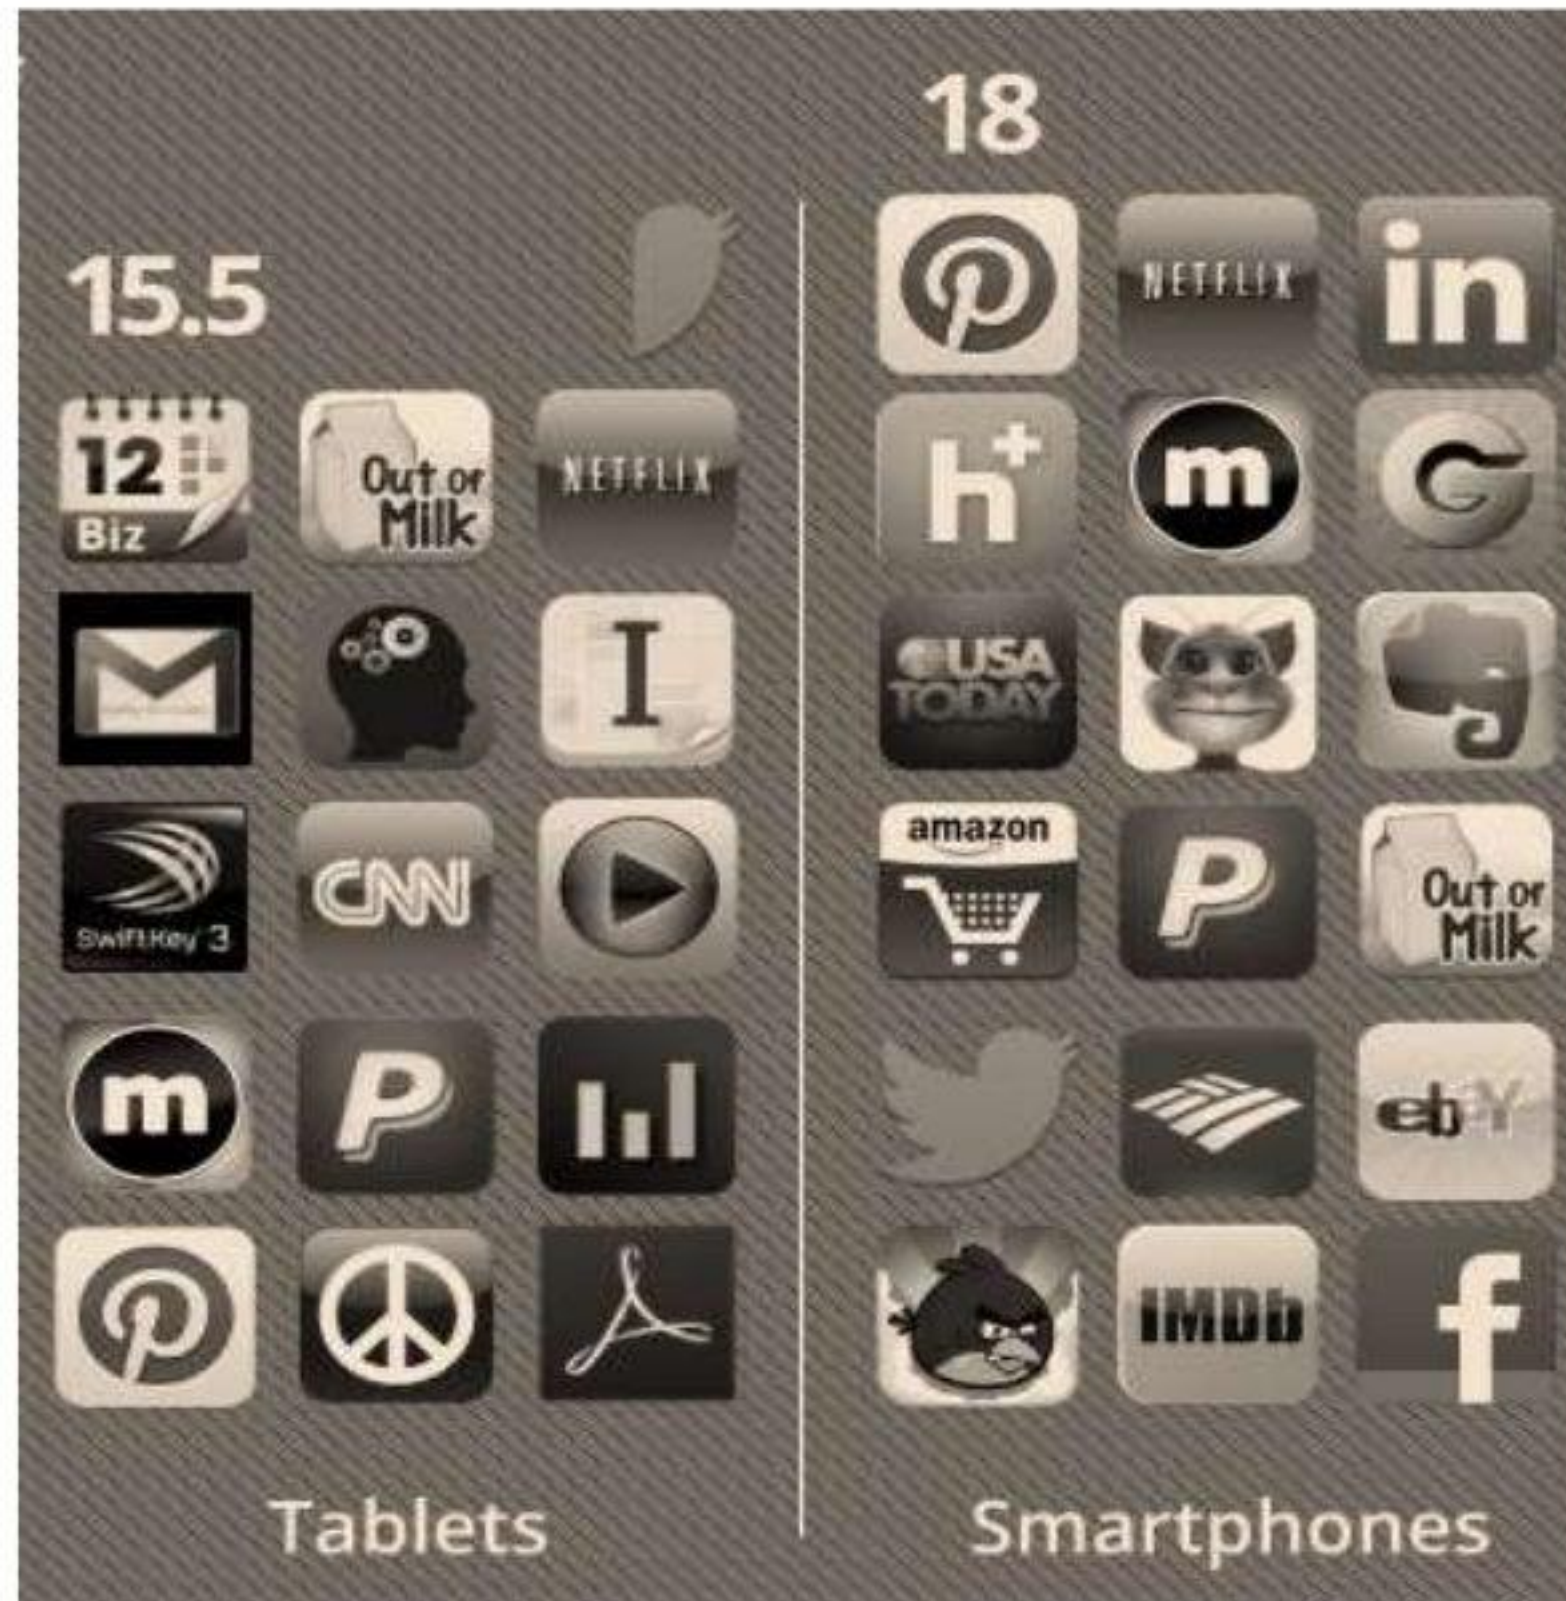 18
15.5
NETFLIX
in
12
Biz
Out of
Milk
NETFLIX
h+
m
USA
TODAY
I
amazon
SwiftKey 3
CNN
P
Out of
Milk
m
P
ebY
IMDb
f
Tablets
Smartphones